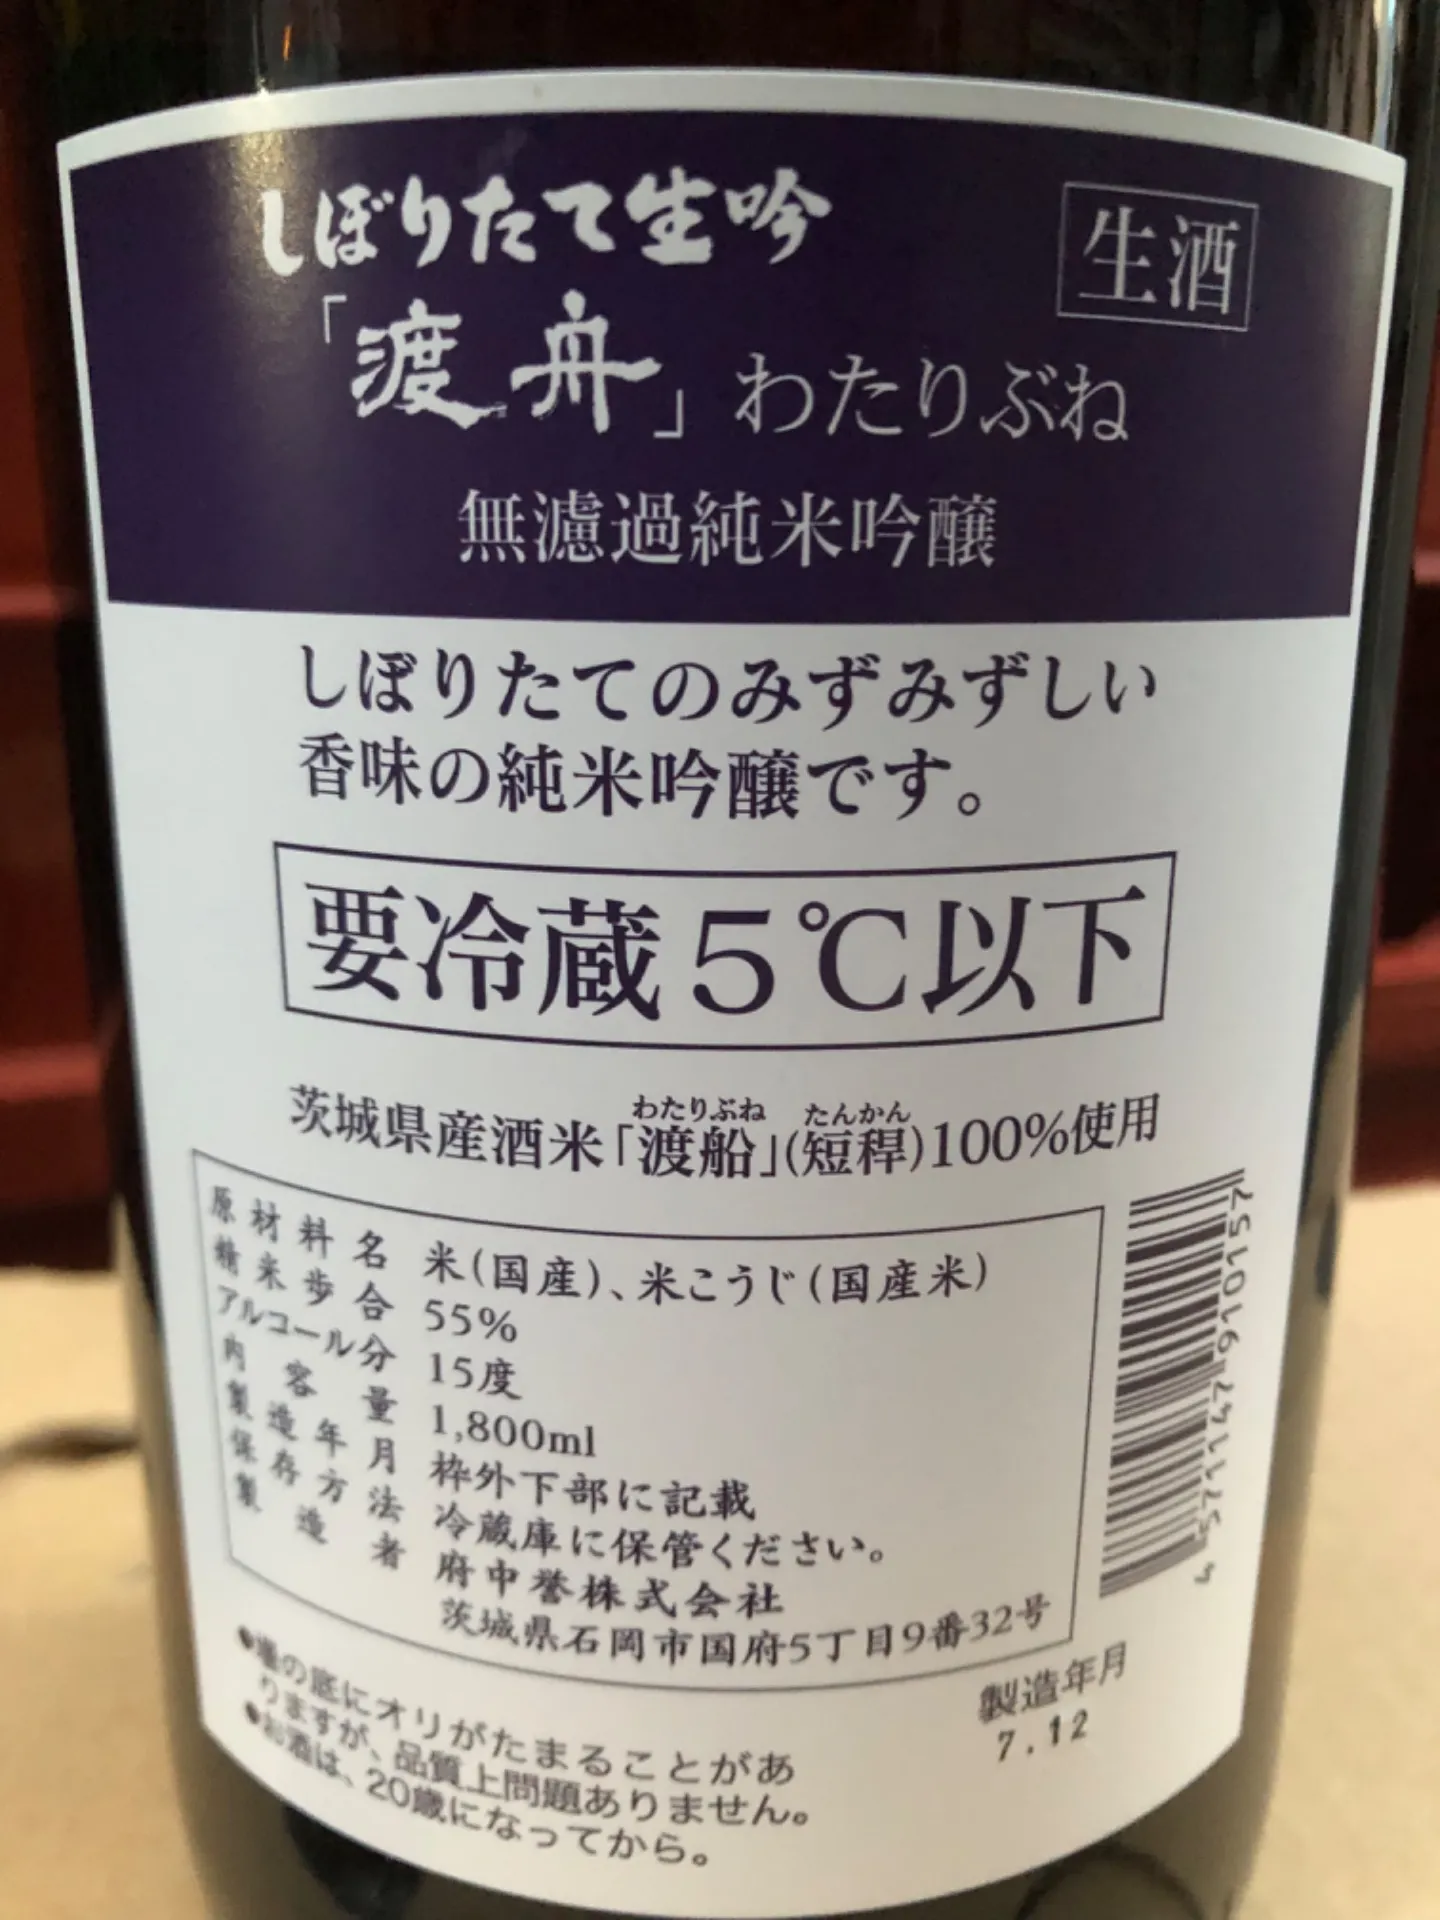 しぼりたて生吟
生酒
「渡舟」わたりぶね
無濾過純米吟醸
しぼりたてのみずみずしい
香味の純米吟醸です。
要冷蔵5℃以下
わたりぶね たんかん
茨城県産酒米「渡船」(短稈)100%使用
原材料名 米(国産)、米こうじ(国産米)
精米歩合 55%
アルコール分 15度
内容量 1,800ml
製造年月 枠外下部に記載
保存方法 冷蔵庫に保管ください。
製造者 府中誉株式会社
茨城県石岡市国府5丁目9番32号
製造年月
7.12
●壜の底にオリがたまることがあ
りますが、品質上問題ありません。
●お酒は、20歳になってから。